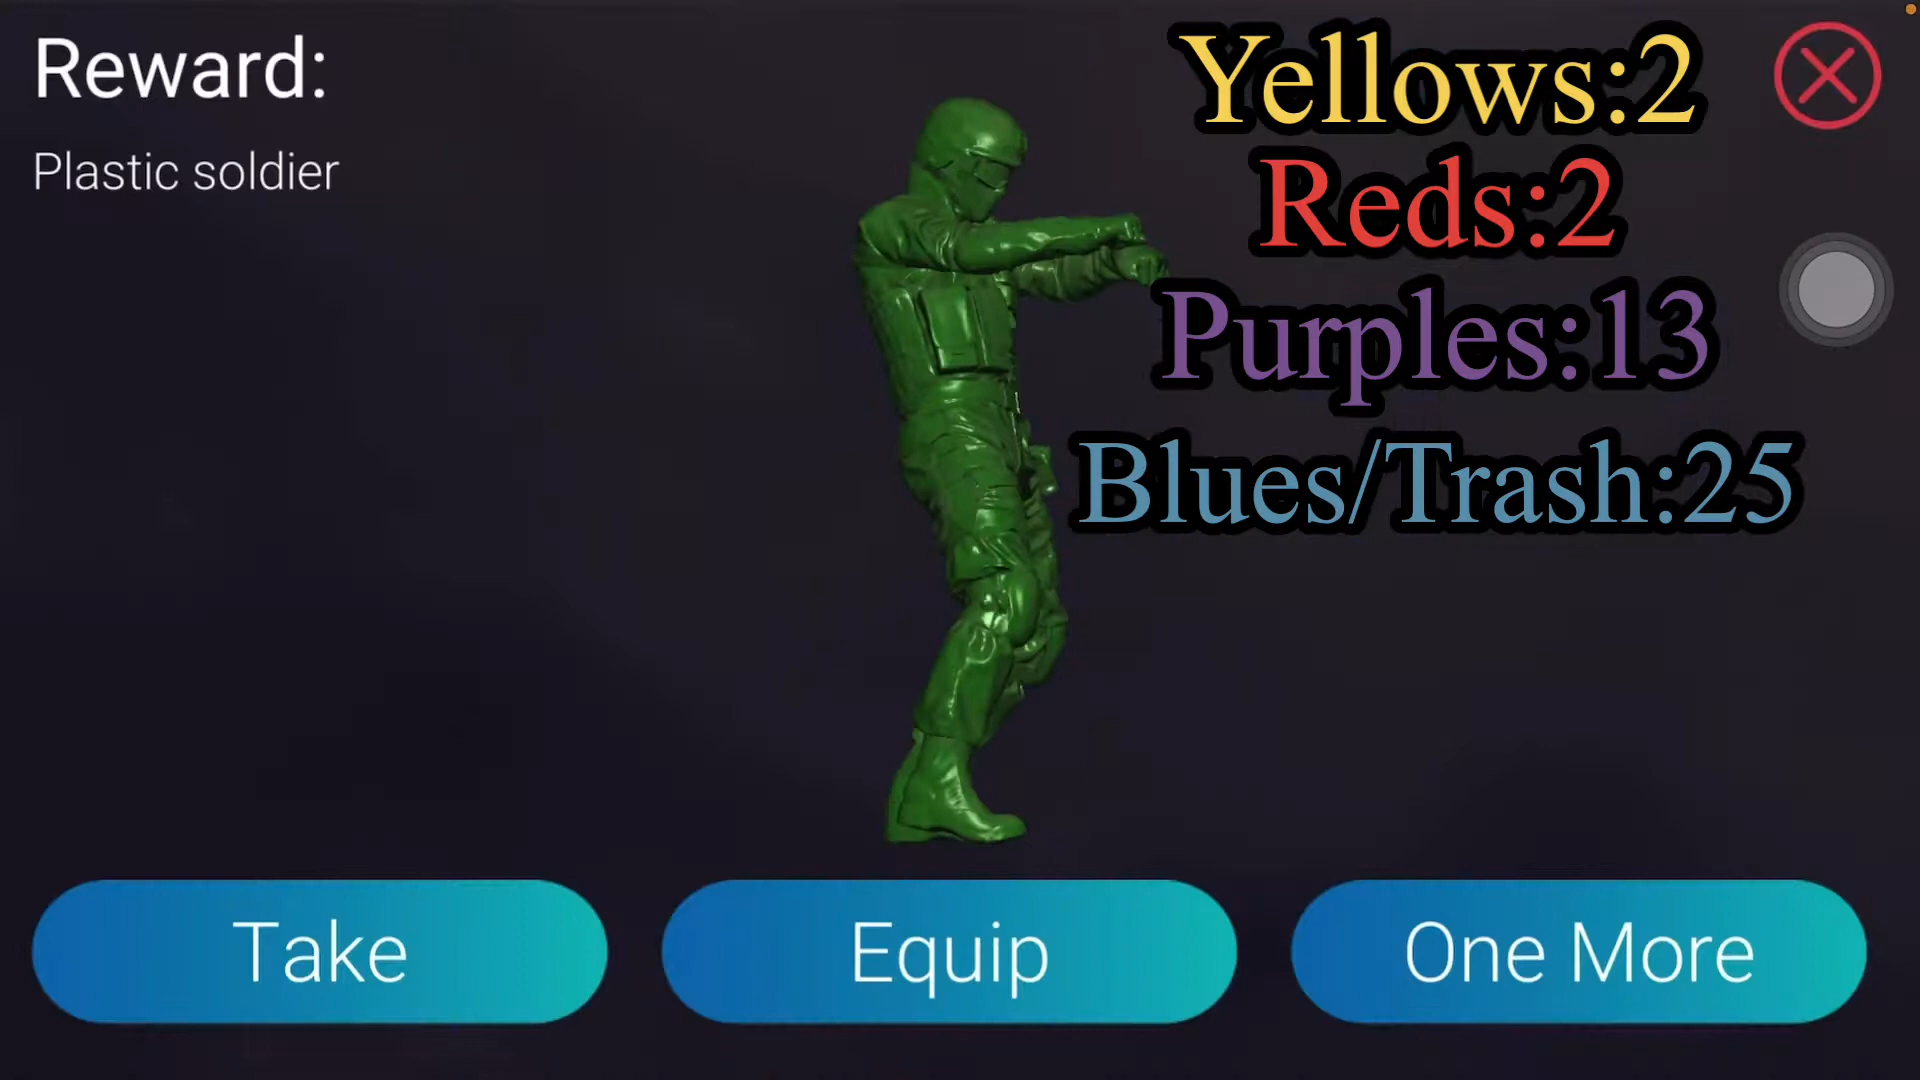 Reward:
Plastic soldier
Yellows:2
Reds:2
Purples:13
Blues/Trash:25
Take
Equip
One More